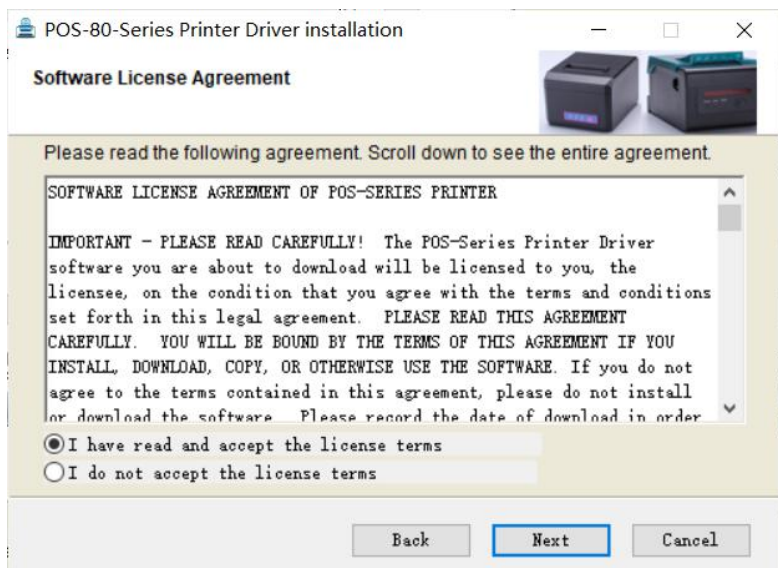 POS-80-Series Printer Driver installation
Software License Agreement
Please read the following agreement. Scroll down to see the entire agreement.
SOFTWARE LICENSE AGREEMENT OF POS-SERIES PRINTER
IMPORTANT - PLEASE READ CAREFULLY! The POS-Series Printer Driver
software you are about to download will be licensed to you, the
licensee, on the condition that you agree with the terms and conditions
set forth in this legal agreement. PLEASE READ THIS AGREEMENT
CAREFULLY. YOU WILL BE BOUND BY THE TERMS OF THIS AGREEMENT IF YOU
INSTALL, DOWNLOAD, COPY, OR OTHERWISE USE THE SOFTWARE. If you do not
agree to the terms contained in this agreement, please do not install
or download the software. Please record the date of download in order
I have read and accept the license terms
I do not accept the license terms
Back
Next
Cancel